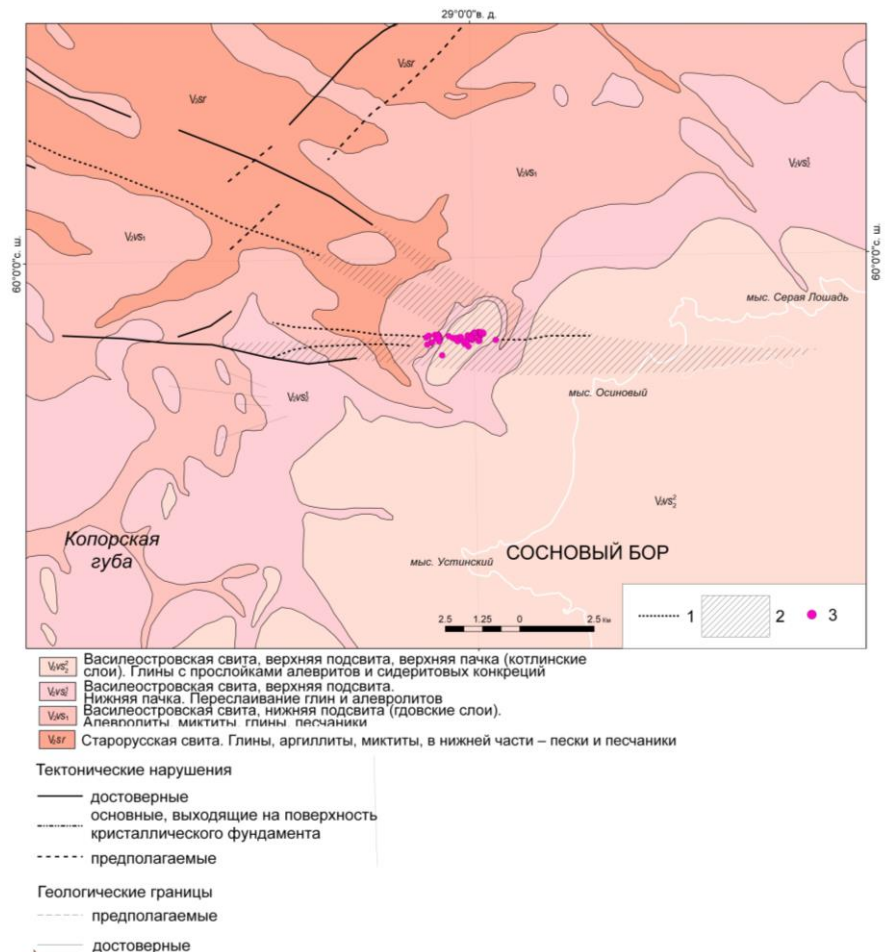 29°0'0"в. д.
V₂sr
V₂sr
V₂vs₁
V₂vs₁
60°0'0"с. ш.
60°0'0"с. ш.
мыс. Серая Лошадь
мыс. Осиновый
V₂vs²₂
Копорская
губа
мыс. Устинский
СОСНОВЫЙ БОР
2.5 1.25 0 2.5 Км
1 2 3
V₂vs²₂ Василеостровская свита, верхняя подсвита, верхняя пачка (котлинские
слои). Глины с прослойками алевритов и сидеритовых конкреций
Василеостровская свита, верхняя подсвита.
Нижняя пачка. Переслаивание глин и алевролитов
V₂vs₁ Василеостровская свита, нижняя подсвита (гдовские слои).
Алевролиты, миктиты, глины, песчаники
V₂sr Старорусская свита. Глины, аргиллиты, миктиты, в нижней части – пески и песчаники
Тектонические нарушения
достоверные
основные, выходящие на поверхность
кристаллического фундамента
предполагаемые
Геологические границы
предполагаемые
достоверные